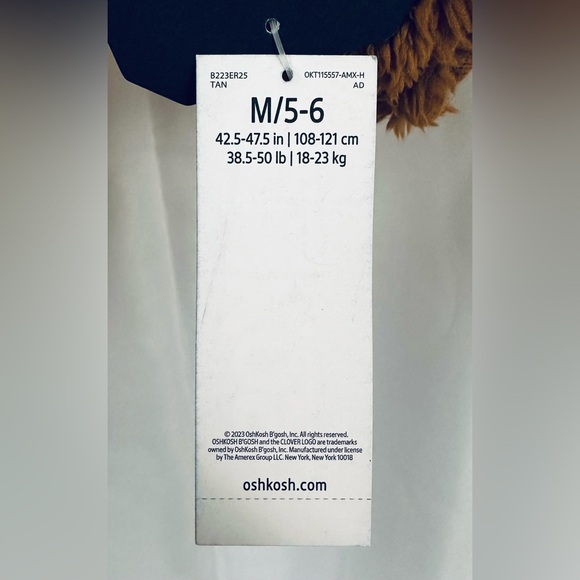 B223ER25 OKT115557-AMX-H
TAN AD
M/5-6
42.5-47.5 in | 108-121 cm
38.5-50 lb | 18-23 kg
© 2023 OshKosh B'gosh, Inc. All rights reserved.
OSHKOSH B'GOSH and the CLOVER LOGO are trademarks
owned by OshKosh B'gosh, Inc. Manufactured under license
by The Amerex Group LLC. New York, New York 10018
oshkosh.com